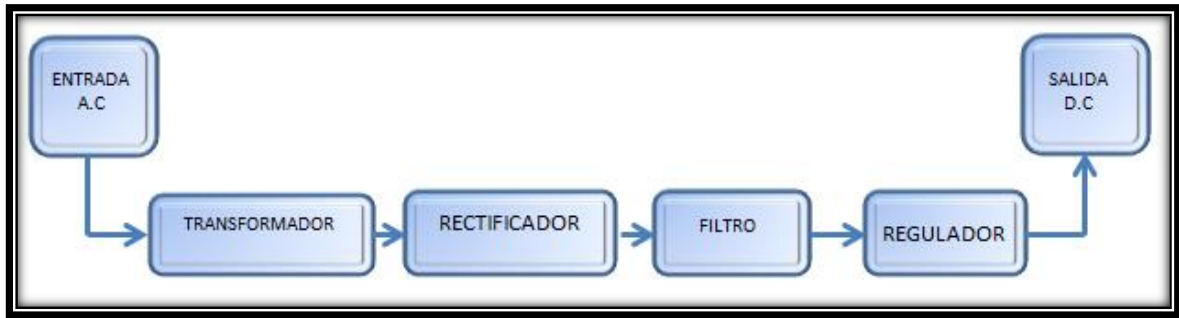 ENTRADA
A.C
TRANSFORMADOR
RECTIFICADOR
FILTRO
REGULADOR
SALIDA
D.C